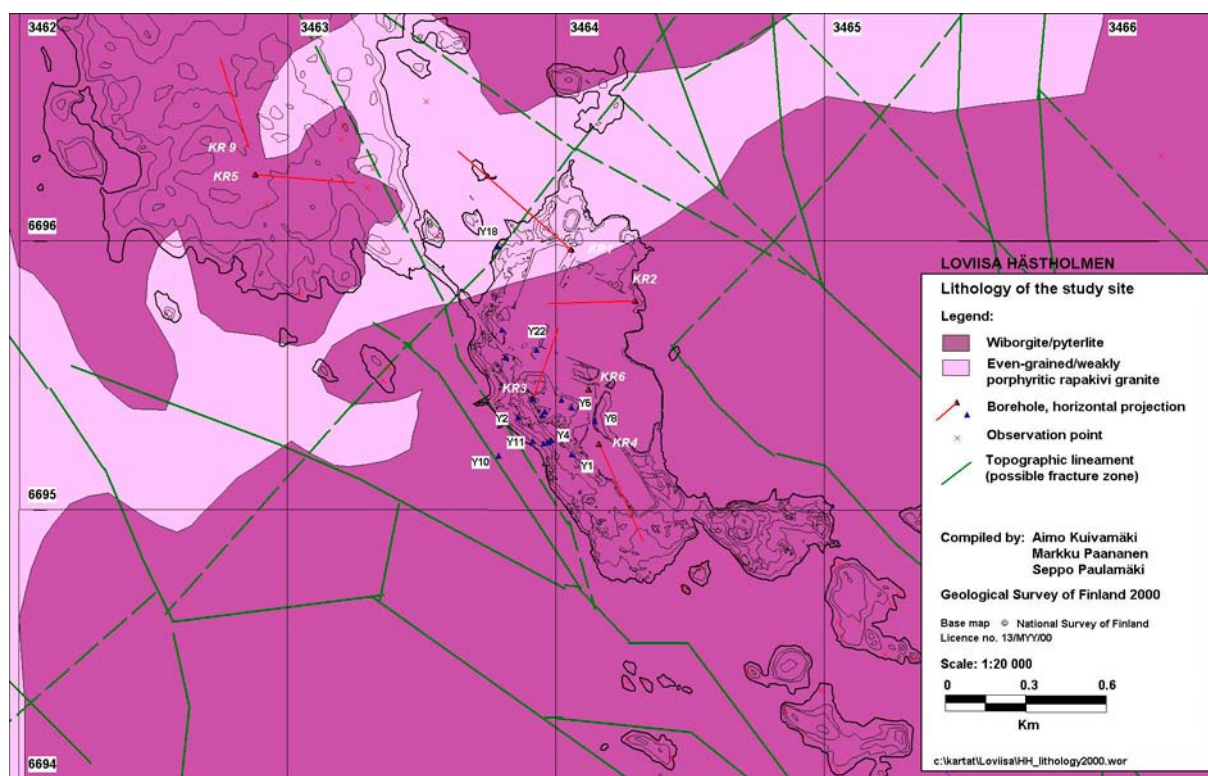 3462
3463
3464
3465
3466
KR 9
KR5
6696
Y18
KR1
KR2
Y22
KR3
KR6
Y5
Y2
Y8
Y11
Y4
KR4
Y10
Y1
6695
6694
LOVIISA HÄSTHOLMEN
Lithology of the study site
Legend:
Wiborgite/pyterlite
Even-grained/weakly
porphyritic rapakivi granite
Borehole, horizontal projection
Observation point
Topographic lineament
(possible fracture zone)
Compiled by: Aimo Kuivamäki
Markku Paananen
Seppo Paulamäki
Geological Survey of Finland 2000
Base map © National Survey of Finland
Licence no. 13/MYY/00
Scale: 1:20 000
0 0.3 0.6
Km
c:\kartat\Loviisa\HH_lithology2000.wor